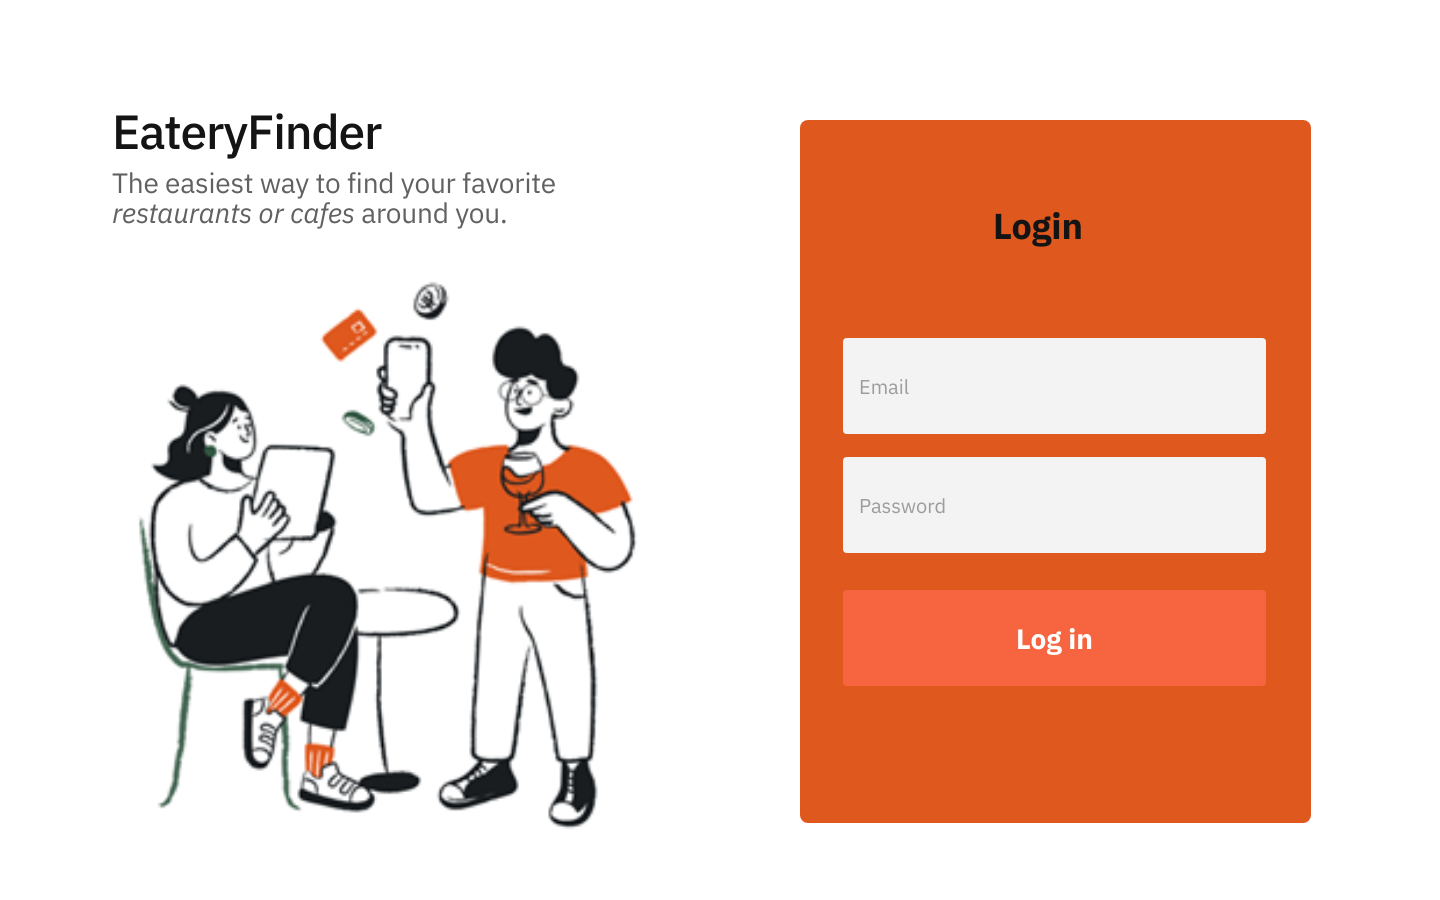 EateryFinder
The easiest way to find your favorite
restaurants or cafes around you.
Login
Email
Password
Log in